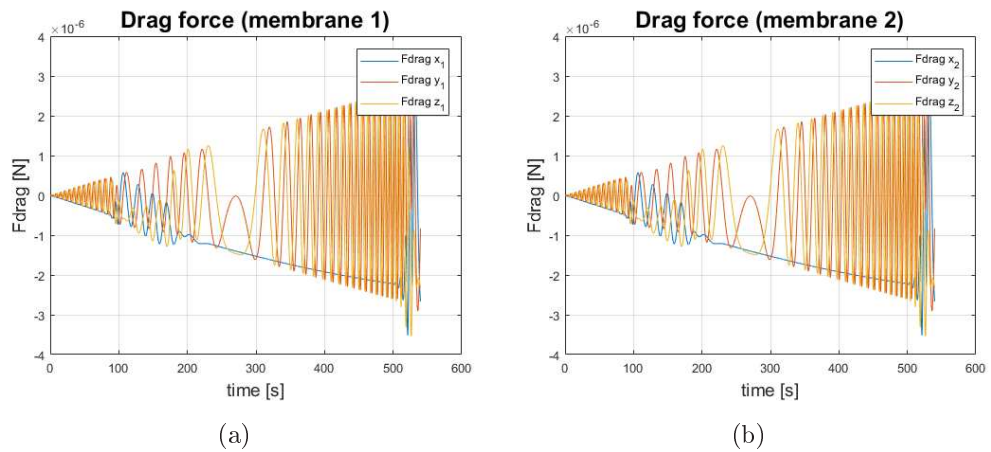 Drag force (membrane 1)
×10⁻⁶
4
3
2
1
0
-1
-2
-3
-4
Fdrag [N]
Fdrag x₁
Fdrag y₁
Fdrag z₁
0 100 200 300 400 500 600
time [s]
(a)
Drag force (membrane 2)
×10⁻⁶
4
3
2
1
0
-1
-2
-3
-4
Fdrag [N]
Fdrag x₂
Fdrag y₂
Fdrag z₂
0 100 200 300 400 500 600
time [s]
(b)